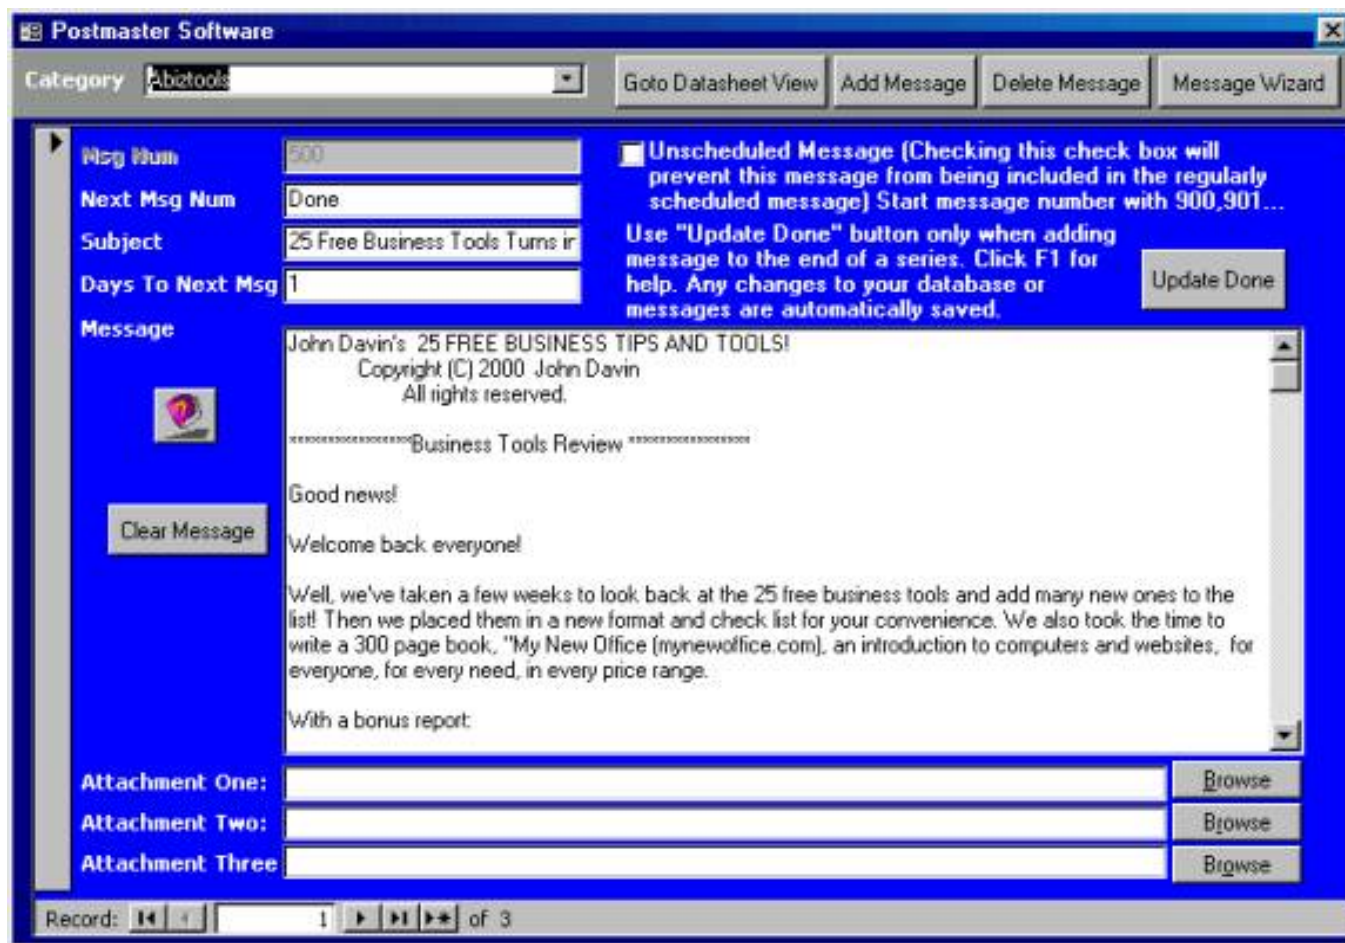 Postmaster Software
Category Abiztools Goto Datasheet View Add Message Delete Message Message Wizard
Msg Num 500
Next Msg Num Done
Subject 25 Free Business Tools Turns in
Days To Next Msg 1
Unscheduled Message (Checking this check box will
prevent this message from being included in the regularly
scheduled message) Start message number with 900,901...
Use "Update Done" button only when adding
message to the end of a series. Click F1 for
help. Any changes to your database or
messages are automatically saved.
Update Done
Message
Clear Message
John Davin's 25 FREE BUSINESS TIPS AND TOOLS!
Copyright (C) 2000 John Davin
All rights reserved.
*****************Business Tools Review *****************
Good news!
Welcome back everyone!
Well, we've taken a few weeks to look back at the 25 free business tools and add many new ones to the
list! Then we placed them in a new format and check list for your convenience. We also took the time to
write a 300 page book, "My New Office (mynewoffice.com), an introduction to computers and websites, for
everyone, for every need, in every price range.
With a bonus report:
Attachment One: Browse
Attachment Two: Browse
Attachment Three Browse
Record: 1 of 3